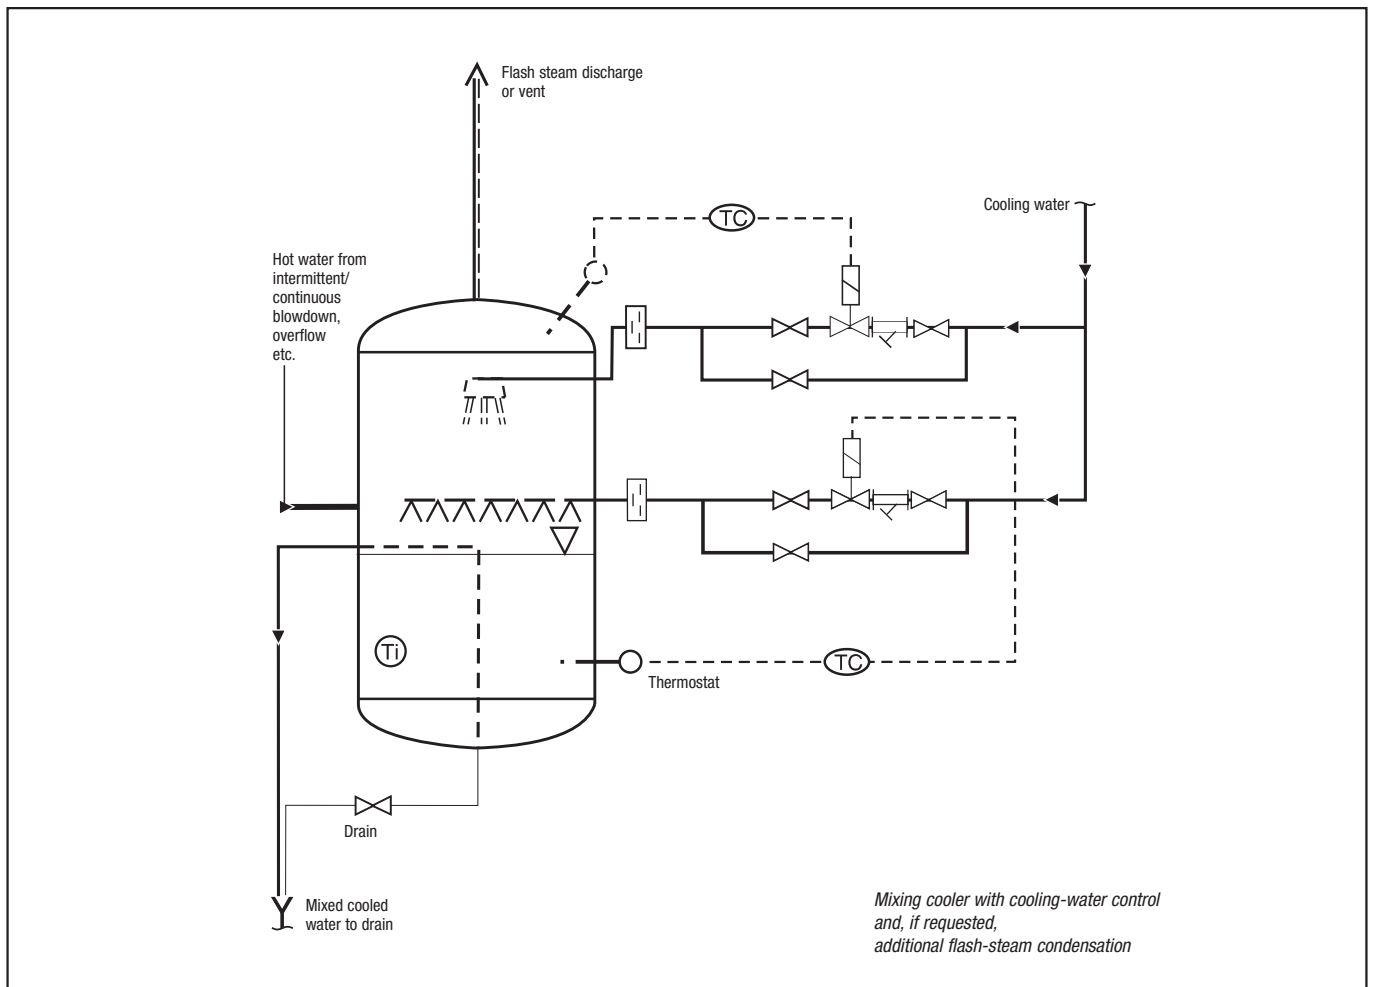 Flash steam discharge
or vent
TC
Cooling water
Hot water from
intermittent/
continuous
blowdown,
overflow
etc.
Ti
TC
Thermostat
Drain
Mixed cooled
water to drain
Mixing cooler with cooling-water control
and, if requested,
additional flash-steam condensation